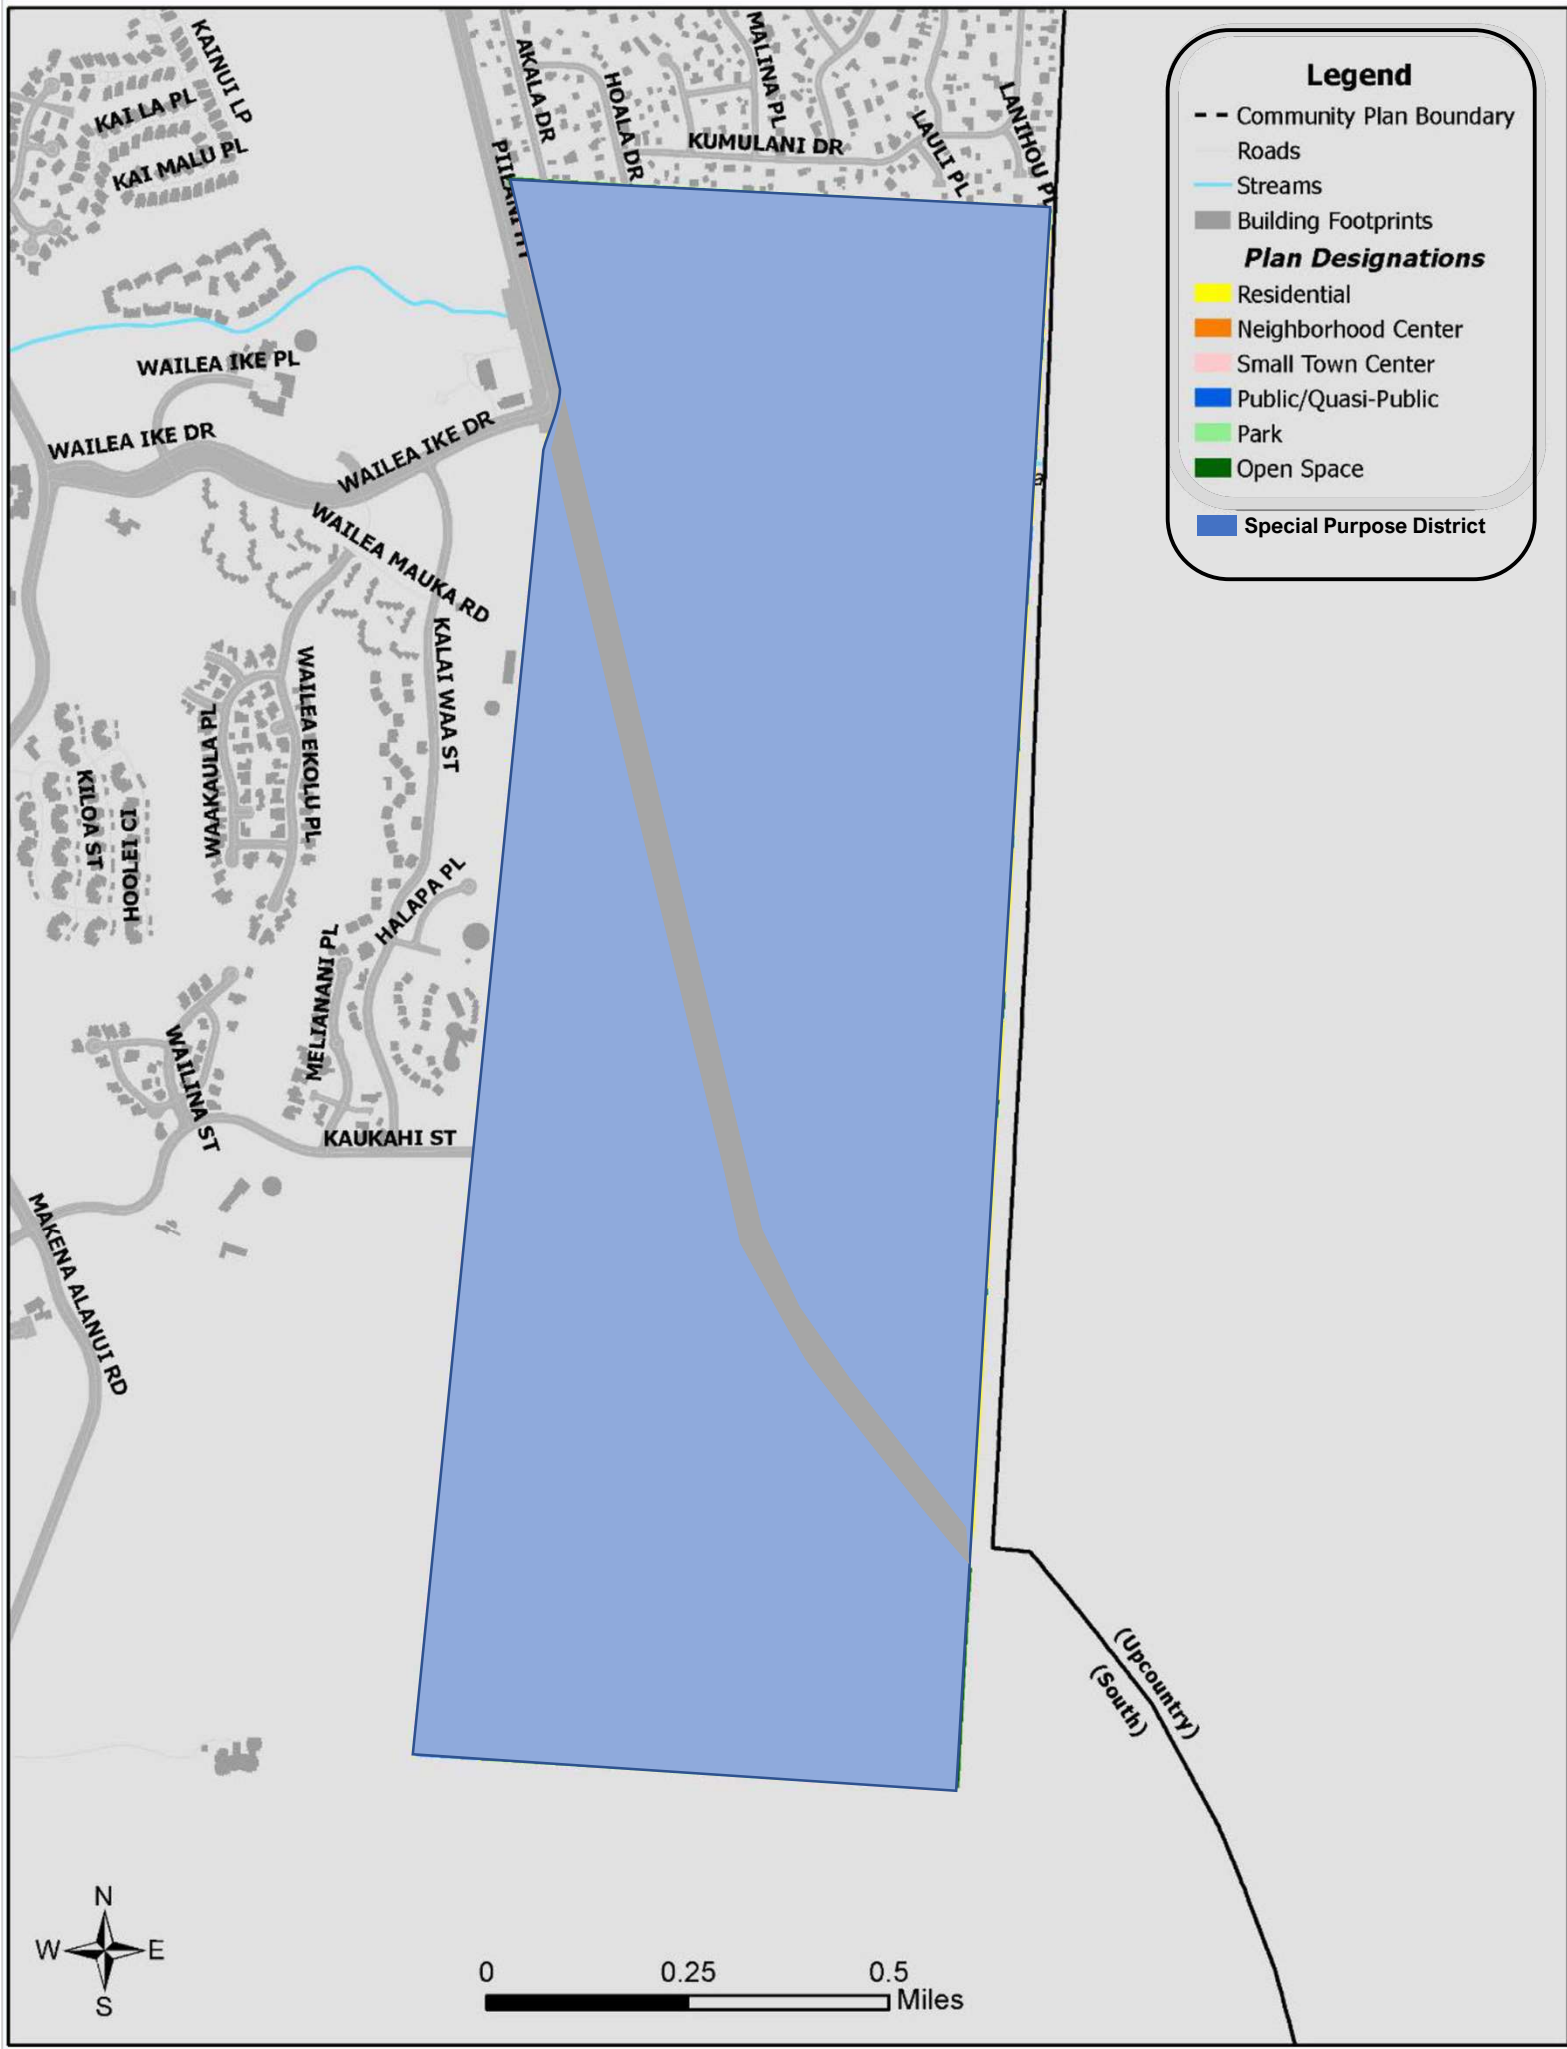 KAINUI LP
KAI LA PL
KAI MALU PL
AKALA DR
HOALA DR
MALINA PL
KUMULANI DR
LAULI PL
LANIHOU PL
PIILANI HY
WAILEA IKE PL
WAILEA IKE DR
WAILEA IKE DR
WAILEA MAUKA RD
KALAI WAA ST
WAILEA EKOLU PL
WAAKAULA PL
KILOA ST
HOOLEI CI
HALAPA PL
MELIANANI PL
WAILINA ST
KAUKAHI ST
MAKENA ALANUI RD
Legend
Community Plan Boundary
Roads
Streams
Building Footprints
Plan Designations
Residential
Neighborhood Center
Small Town Center
Public/Quasi-Public
Park
Open Space
Special Purpose District
(Upcountry)
(South)
N
W E
S
0 0.25 0.5
Miles